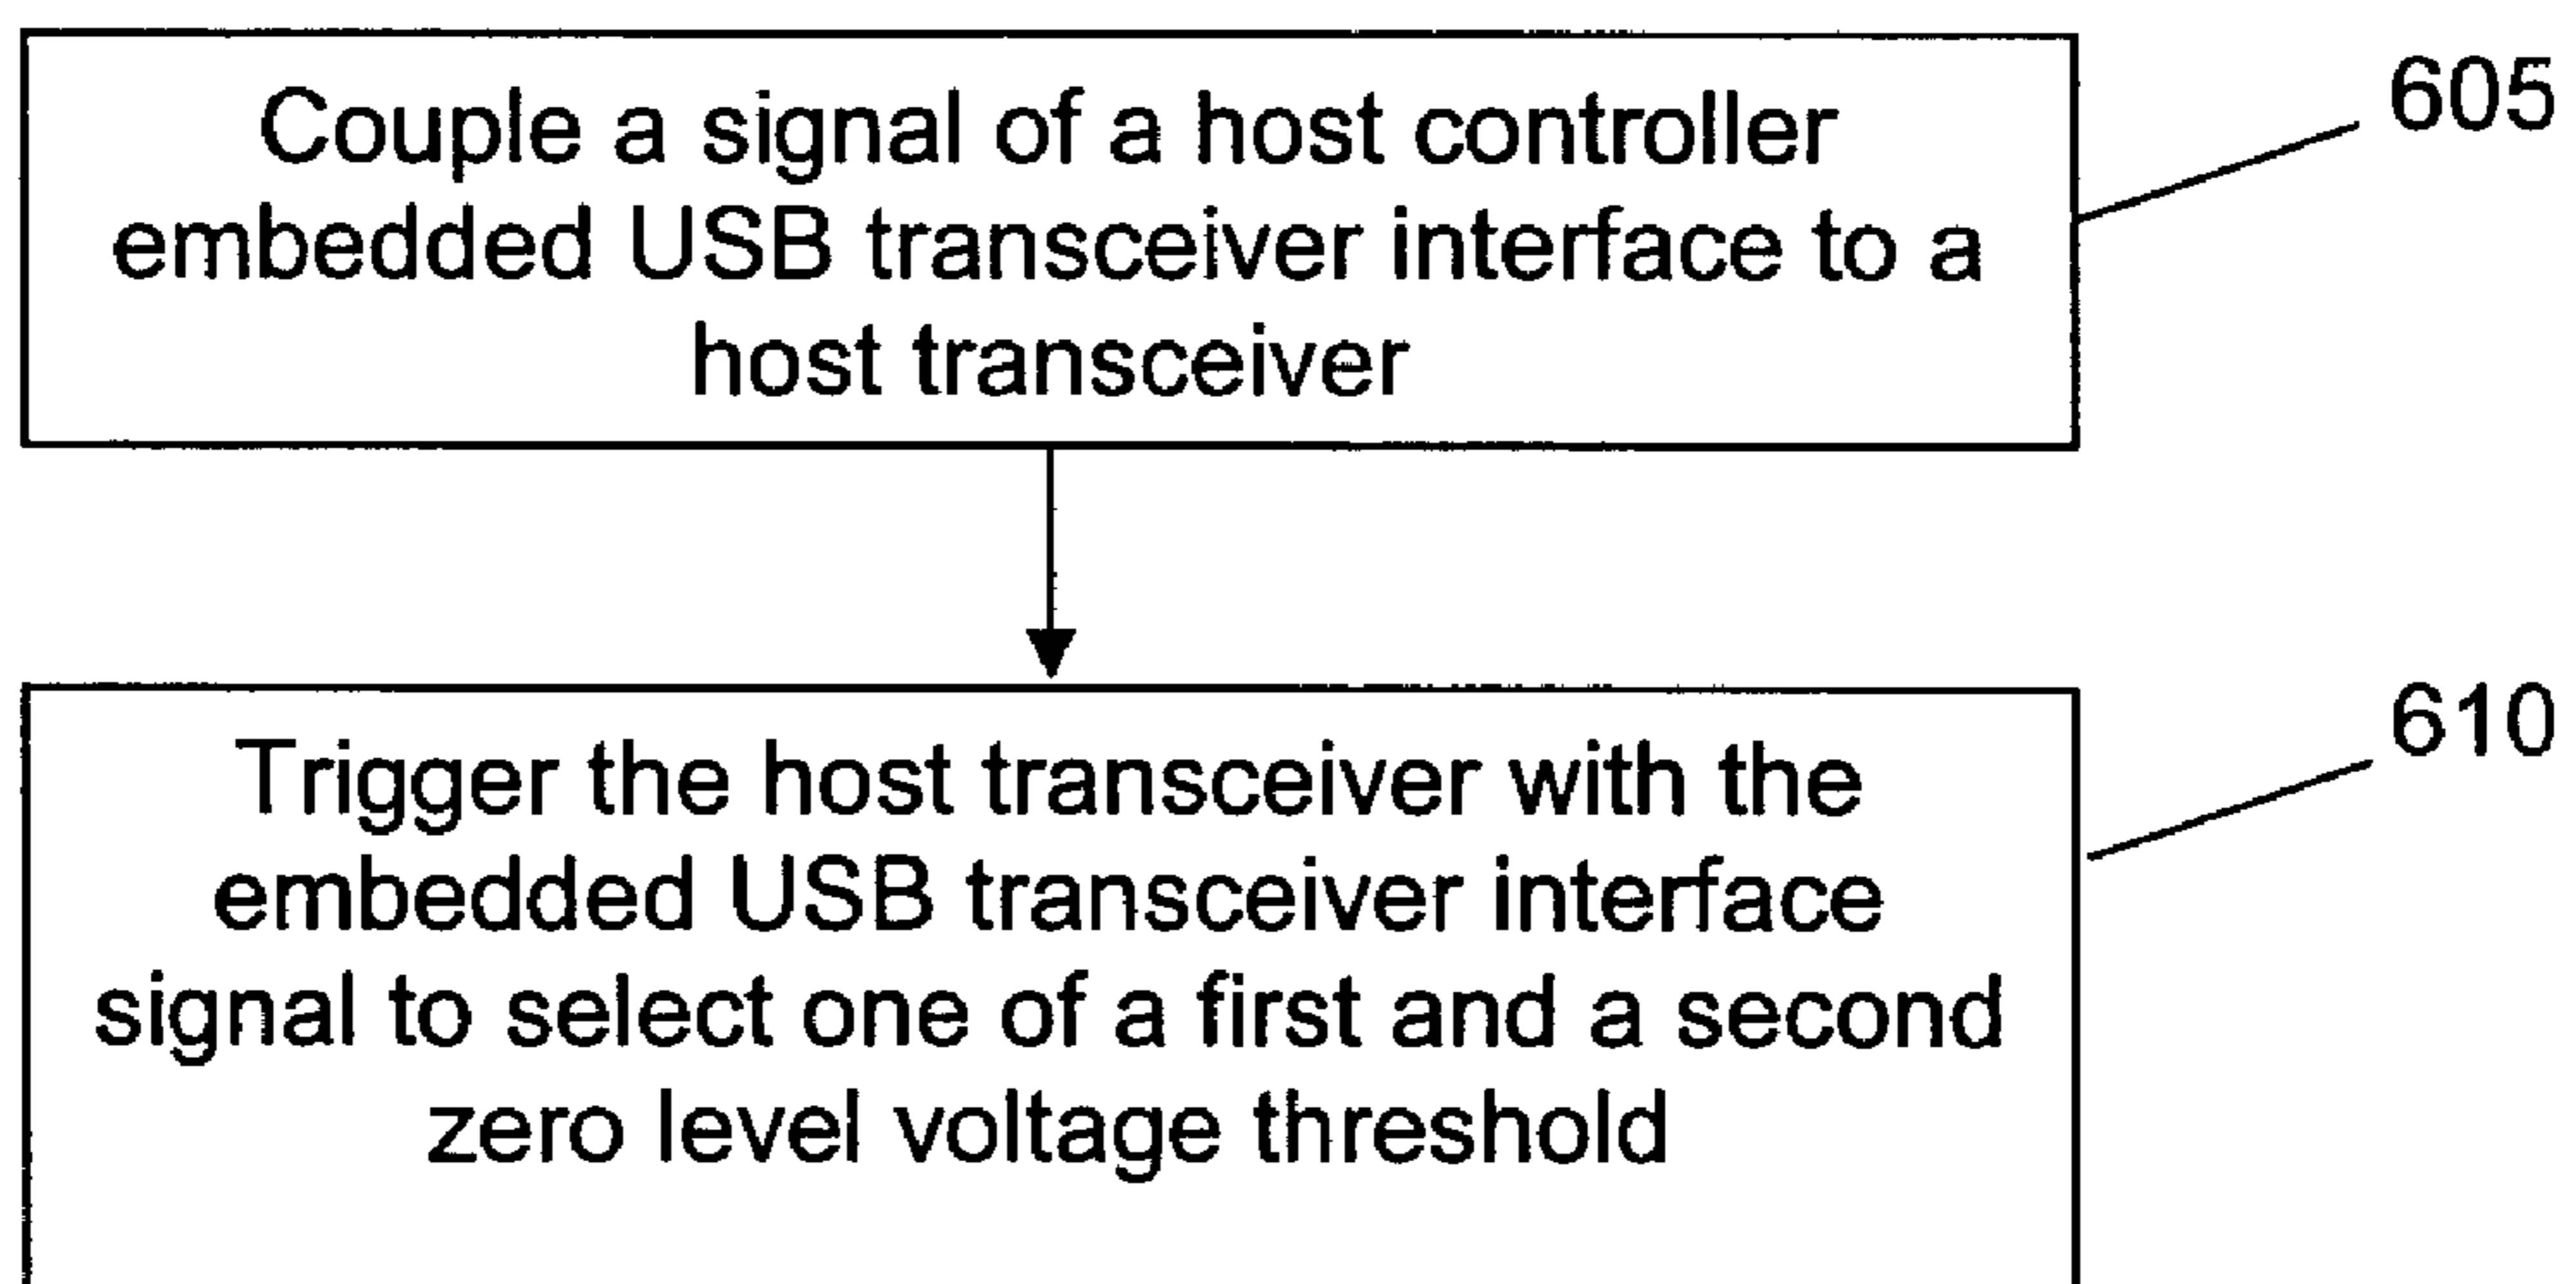 Couple a signal of a host controller
embedded USB transceiver interface to a
host transceiver
605
Trigger the host transceiver with the
embedded USB transceiver interface
signal to select one of a first and a second
zero level voltage threshold
610